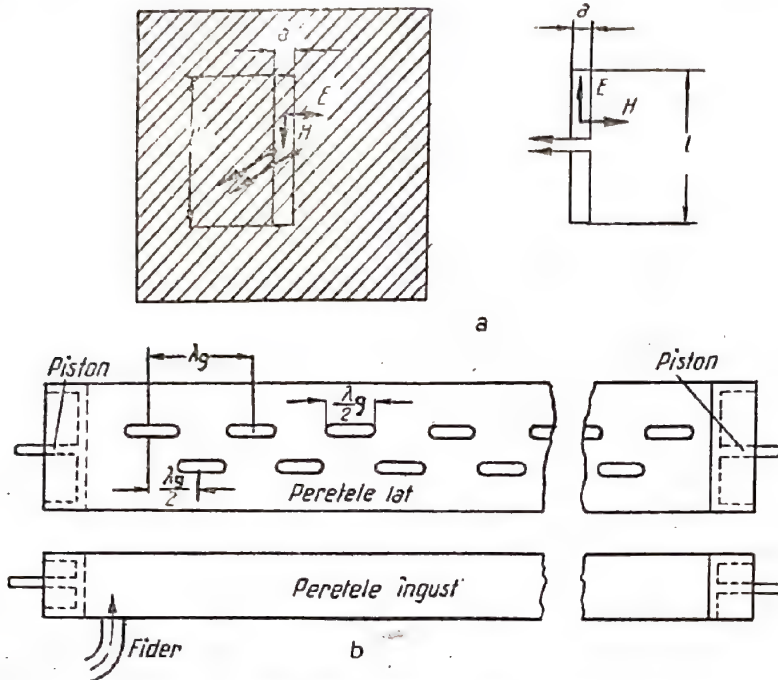 a
a
E
H
E
H
l
a
Piston
λg
λg/2
Piston
λg/2
Peretele lat
Peretele îngust
Fider
b